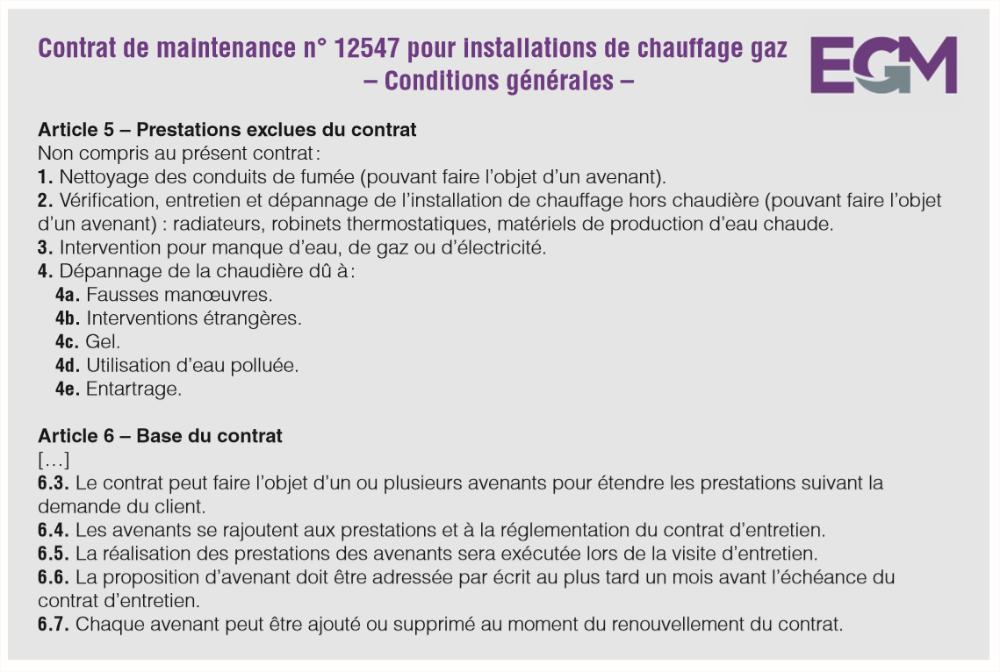 Contrat de maintenance n° 12547 pour installations de chauffage gaz
– Conditions générales –
EGM
Article 5 – Prestations exclues du contrat
Non compris au présent contrat :
1. Nettoyage des conduits de fumée (pouvant faire l’objet d’un avenant).
2. Vérification, entretien et dépannage de l’installation de chauffage hors chaudière (pouvant faire l’objet
d’un avenant) : radiateurs, robinets thermostatiques, matériels de production d’eau chaude.
3. Intervention pour manque d’eau, de gaz ou d’électricité.
4. Dépannage de la chaudière dû à :
4a. Fausses manœuvres.
4b. Interventions étrangères.
4c. Gel.
4d. Utilisation d’eau polluée.
4e. Entartrage.
Article 6 – Base du contrat
[…]
6.3. Le contrat peut faire l’objet d’un ou plusieurs avenants pour étendre les prestations suivant la
demande du client.
6.4. Les avenants se rajoutent aux prestations et à la réglementation du contrat d’entretien.
6.5. La réalisation des prestations des avenants sera exécutée lors de la visite d’entretien.
6.6. La proposition d’avenant doit être adressée par écrit au plus tard un mois avant l’échéance du
contrat d’entretien.
6.7. Chaque avenant peut être ajouté ou supprimé au moment du renouvellement du contrat.